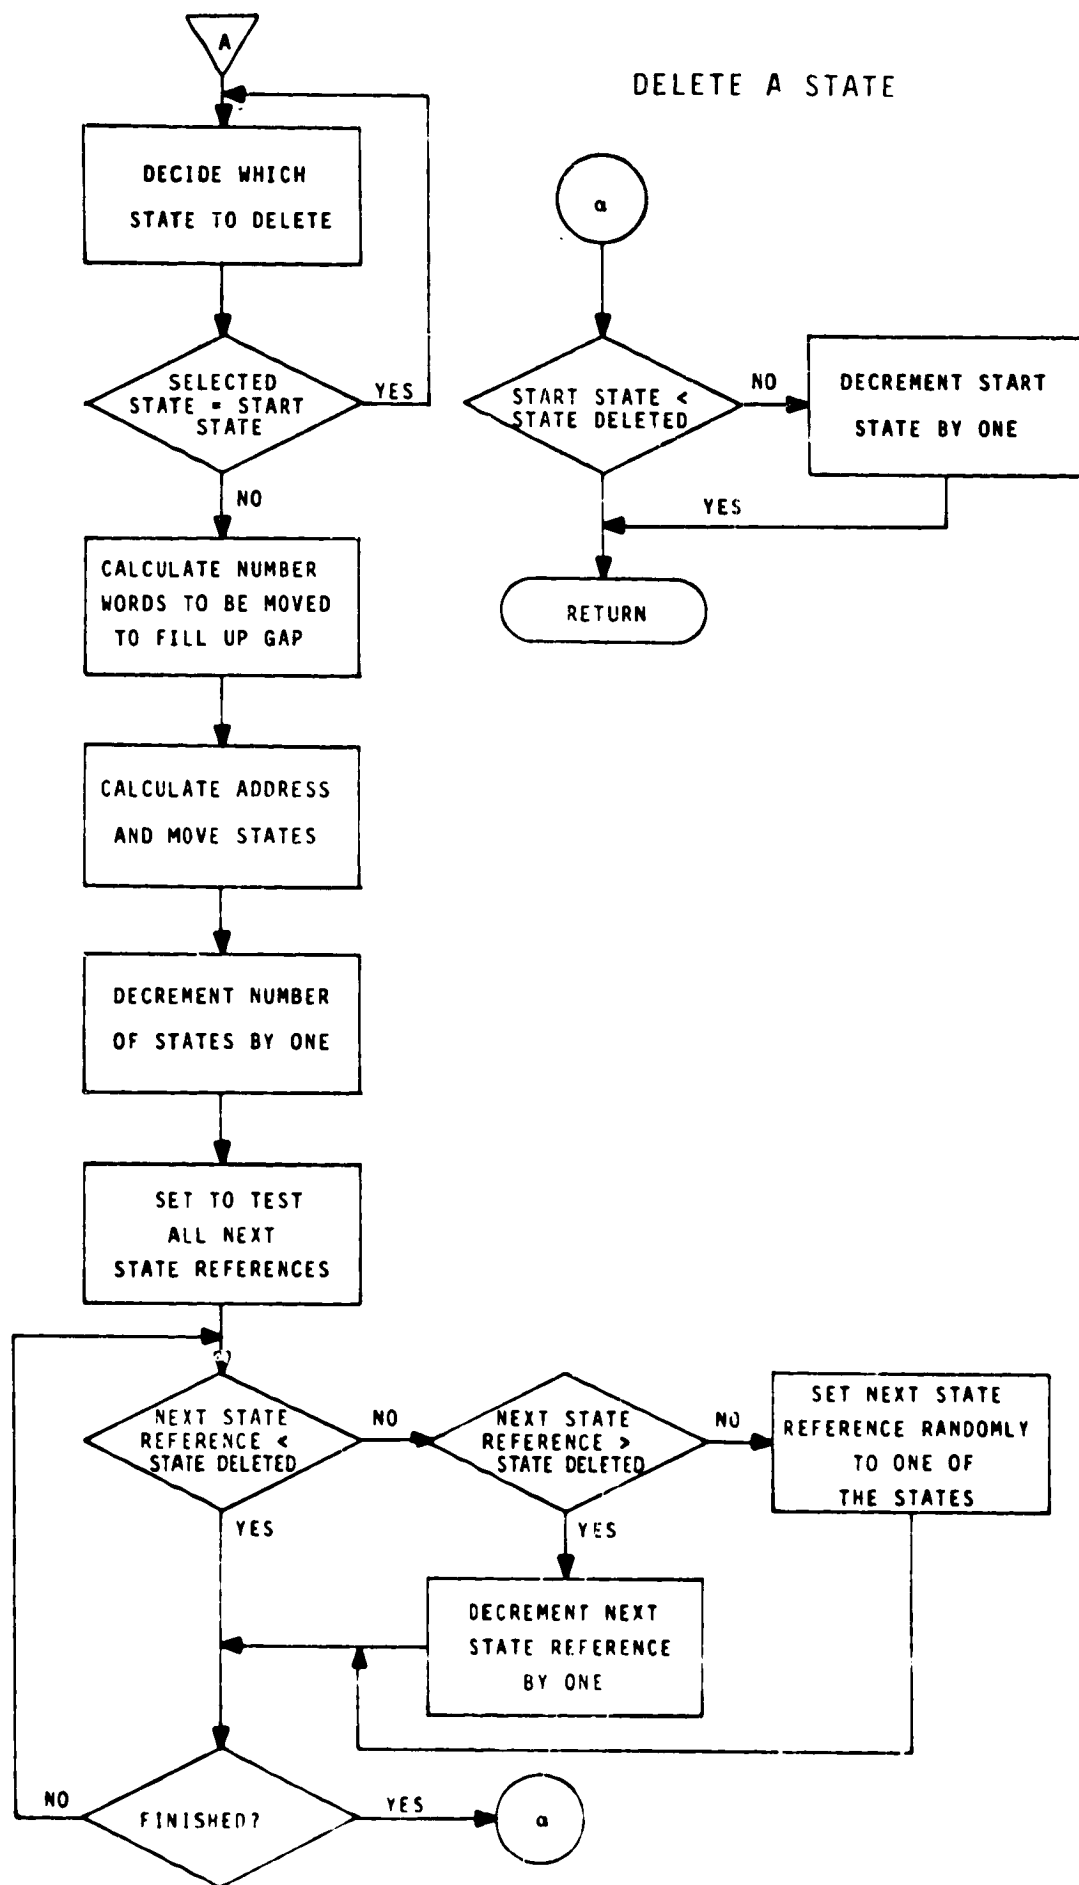 A
DELETE A STATE
DECIDE WHICH
STATE TO DELETE
SELECTED
STATE = START
STATE
YES
NO
CALCULATE NUMBER
WORDS TO BE MOVED
TO FILL UP GAP
CALCULATE ADDRESS
AND MOVE STATES
DECREMENT NUMBER
OF STATES BY ONE
SET TO TEST
ALL NEXT
STATE REFERENCES
NEXT STATE
REFERENCE <
STATE DELETED
NO
YES
NEXT STATE
REFERENCE >
STATE DELETED
NO
YES
SET NEXT STATE
REFERENCE RANDOMLY
TO ONE OF
THE STATES
DECREMENT NEXT
STATE REFERENCE
BY ONE
FINISHED?
NO
YES
α
α
START STATE <
STATE DELETED
NO
DECREMENT START
STATE BY ONE
YES
RETURN